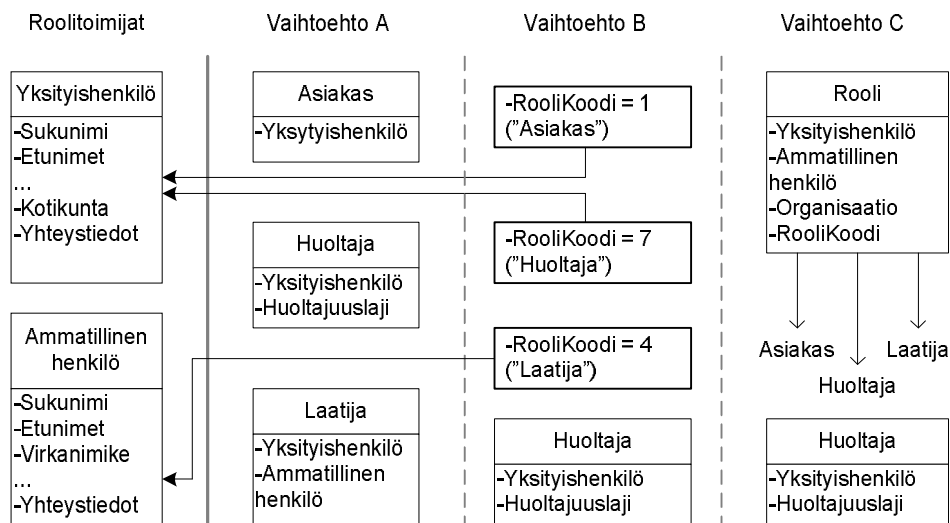 Roolitoimijat
Yksityishenkilö
-Sukunimi
-Etunimet
...
-Kotikunta
-Yhteystiedot
Ammatillinen
henkilö
-Sukunimi
-Etunimet
-Virkanimike
...
-Yhteystiedot
Vaihtoehto A
Asiakas
-Yksytyishenkilö
Huoltaja
-Yksityishenkilö
-Huoltajuuslaji
Laatija
-Yksityishenkilö
-Ammatillinen
henkilö
Vaihtoehto B
-RooliKoodi = 1
("Asiakas")
-RooliKoodi = 7
("Huoltaja")
-RooliKoodi = 4
("Laatija")
Huoltaja
-Yksityishenkilö
-Huoltajuuslaji
Vaihtoehto C
Rooli
-Yksityishenkilö
-Ammatillinen
henkilö
-Organisaatio
-RooliKoodi
Asiakas
Laatija
Huoltaja
Huoltaja
-Yksityishenkilö
-Huoltajuuslaji